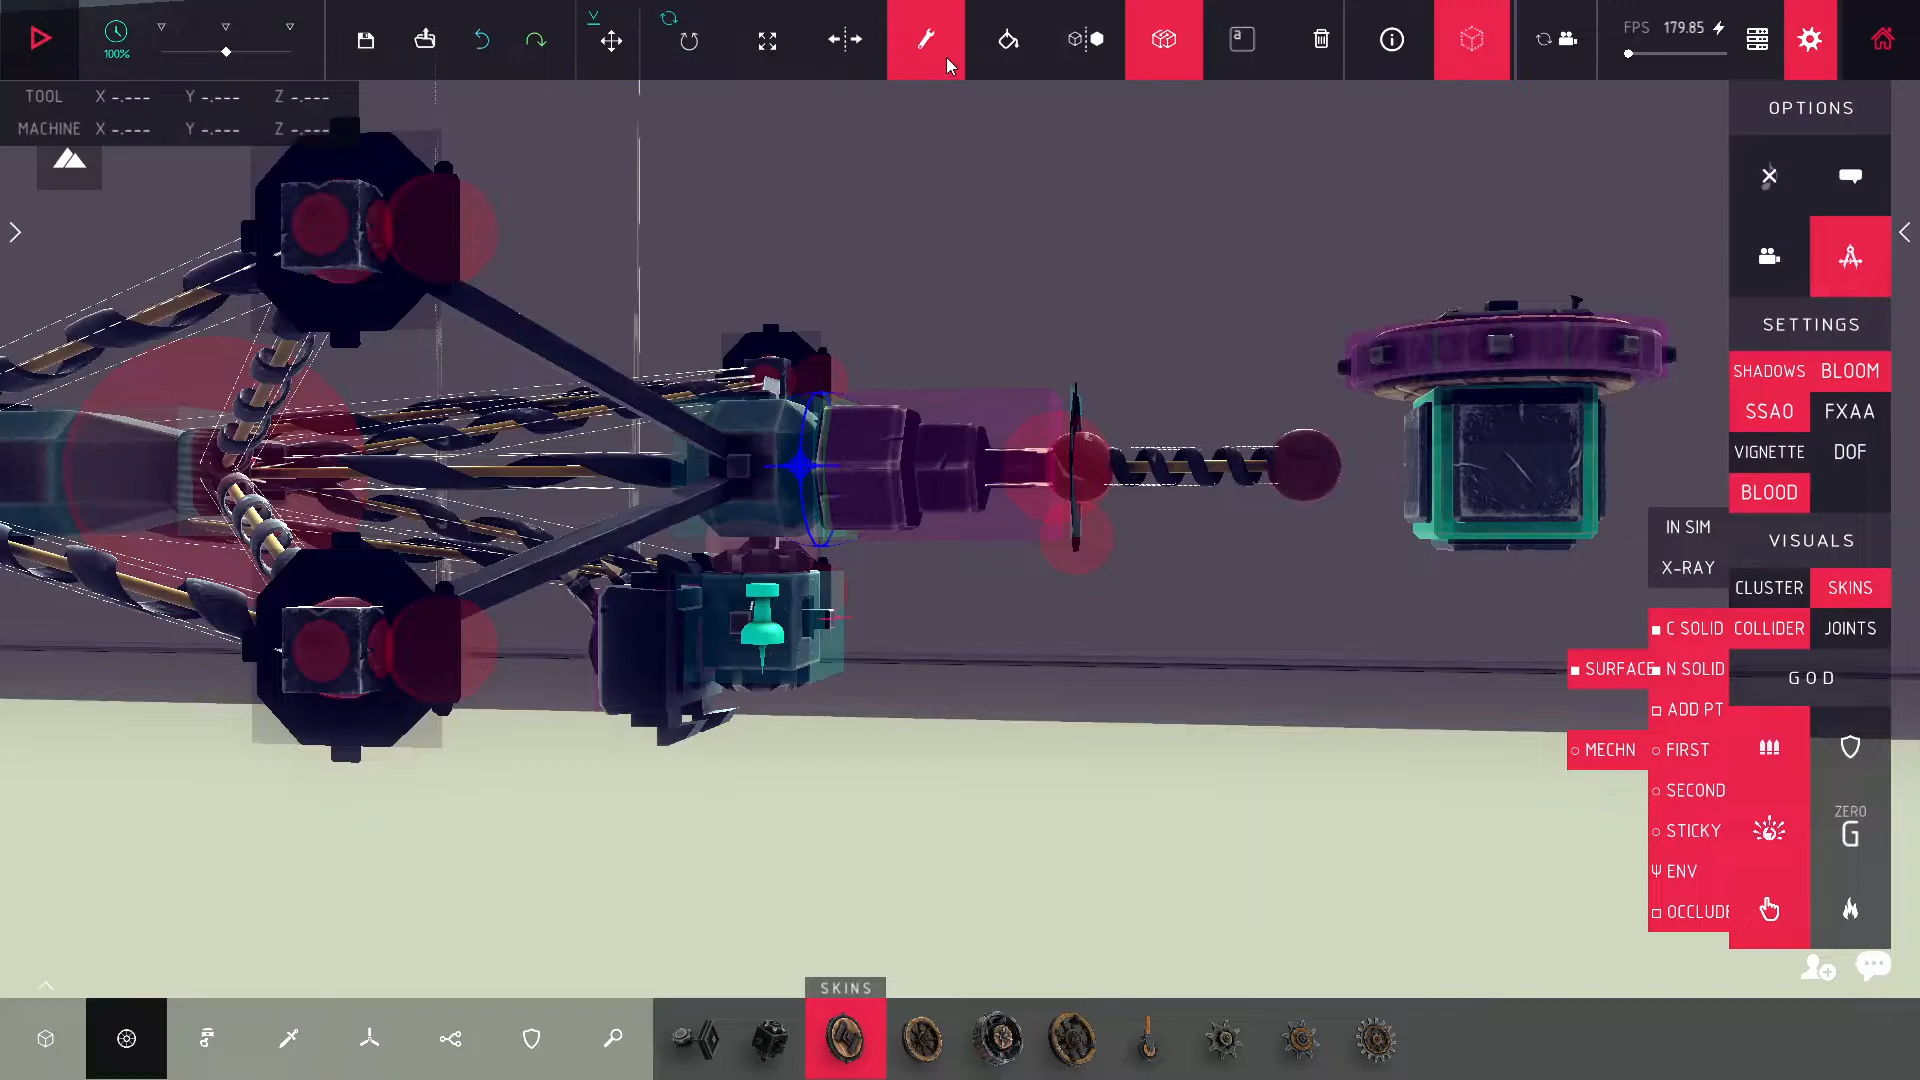 100%
a
FPS 179.85
TOOL X -.--- Y -.--- Z -.---
MACHINE X -.--- Y -.--- Z -.---
OPTIONS
SETTINGS
SHADOWS BLOOM
SSAO FXAA
VIGNETTE DOF
BLOOD
IN SIM
VISUALS
X-RAY
CLUSTER SKINS
C SOLID COLLIDER JOINTS
SURFACE N SOLID
GOD
ADD PT
MECHN FIRST
SECOND
ZERO
G
STICKY
ENV
OCCLUDE
SKINS